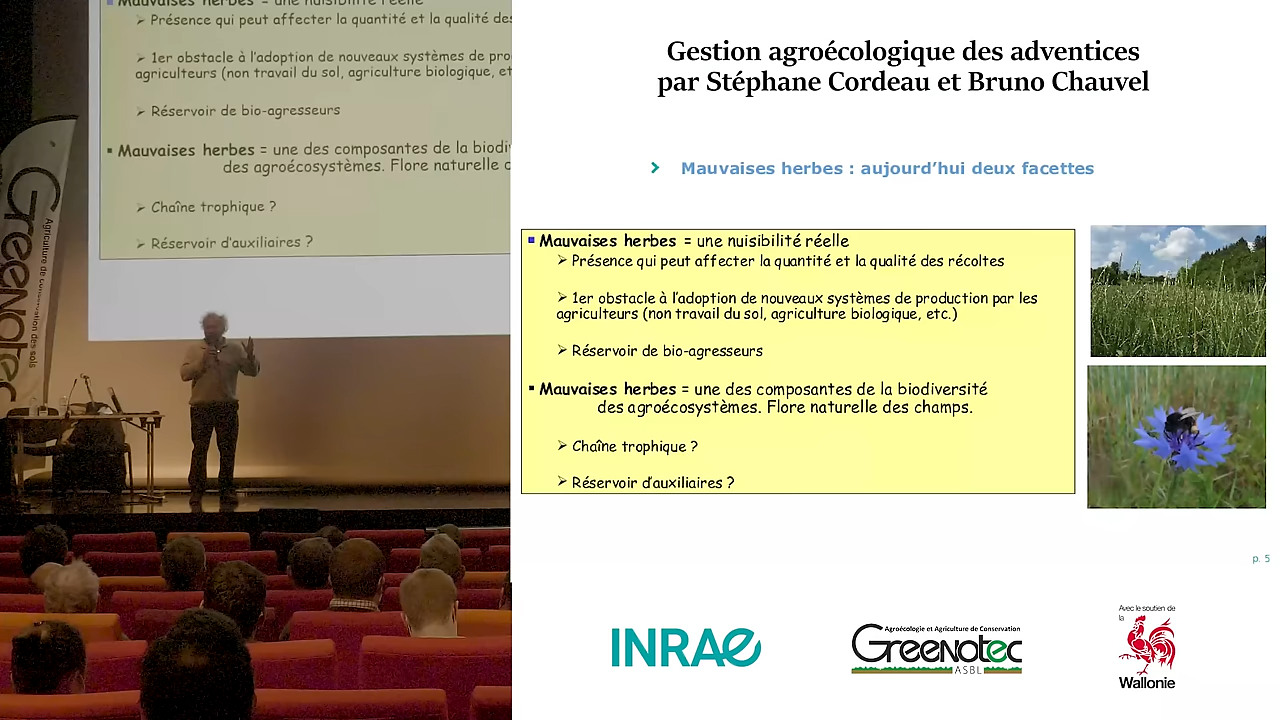 Mauvaises herbes = une nuisibilité réelle
➢ Présence qui peut affecter la quantité et la qualité des
➢ 1er obstacle à l'adoption de nouveaux systèmes de pro
agriculteurs (non travail du sol, agriculture biologique, et
➢ Réservoir de bio-agresseurs
▪ Mauvaises herbes = une des composantes de la biodi
des agroécosystèmes. Flore naturelle
➢ Chaîne trophique ?
➢ Réservoir d'auxiliaires ?
Greenotec
Agriculture de conservation des sols
Gestion agroécologique des adventices
par Stéphane Cordeau et Bruno Chauvel
Mauvaises herbes : aujourd'hui deux facettes
▪ Mauvaises herbes = une nuisibilité réelle
➢ Présence qui peut affecter la quantité et la qualité des récoltes
➢ 1er obstacle à l'adoption de nouveaux systèmes de production par les
agriculteurs (non travail du sol, agriculture biologique, etc.)
➢ Réservoir de bio-agresseurs
▪ Mauvaises herbes = une des composantes de la biodiversité
des agroécosystèmes. Flore naturelle des champs.
➢ Chaîne trophique ?
➢ Réservoir d'auxiliaires ?
p. 5
INRAE
Agroécologie et Agriculture de Conservation
Greenotec
ASBL
Avec le soutien de
la
Wallonie